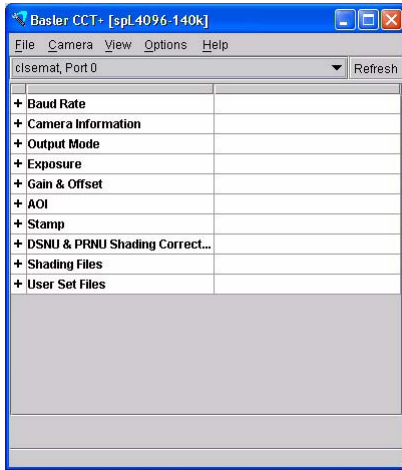 Basler CCT+ [spL4096-140k]
File Camera View Options Help
clsemat, Port 0 Refresh
+ Baud Rate
+ Camera Information
+ Output Mode
+ Exposure
+ Gain & Offset
+ AOI
+ Stamp
+ DSNU & PRNU Shading Correct...
+ Shading Files
+ User Set Files